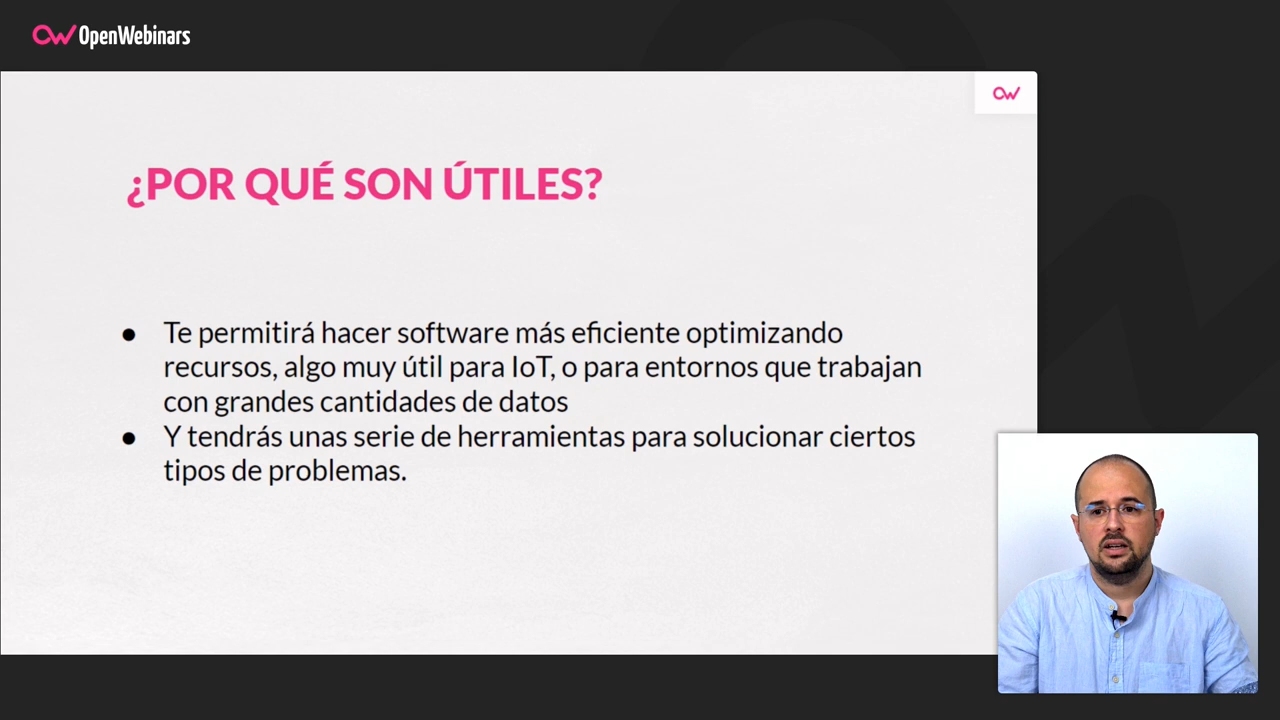 OpenWebinars
¿POR QUÉ SON ÚTILES?
● Te permitirá hacer software más eficiente optimizando
recursos, algo muy útil para IoT, o para entornos que trabajan
con grandes cantidades de datos
● Y tendrás unas serie de herramientas para solucionar ciertos
tipos de problemas.